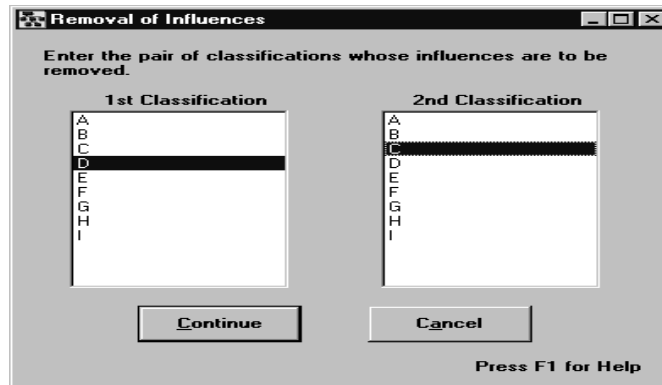 Removal of Influences
Enter the pair of classifications whose influences are to be
removed.
1st Classification
A
B
C
D
E
F
G
H
I
2nd Classification
A
B
C
D
E
F
G
H
I
Continue
Cancel
Press F1 for Help